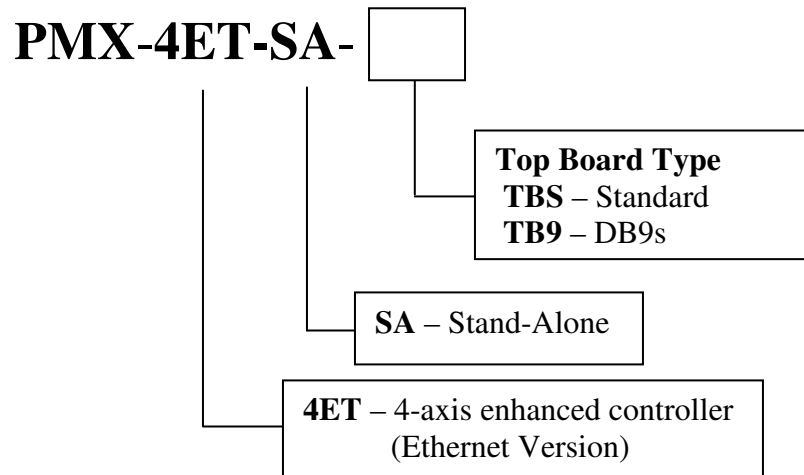 PMX-4ET-SA-
Top Board Type
TBS – Standard
TB9 – DB9s
SA – Stand-Alone
4ET – 4-axis enhanced controller
(Ethernet Version)